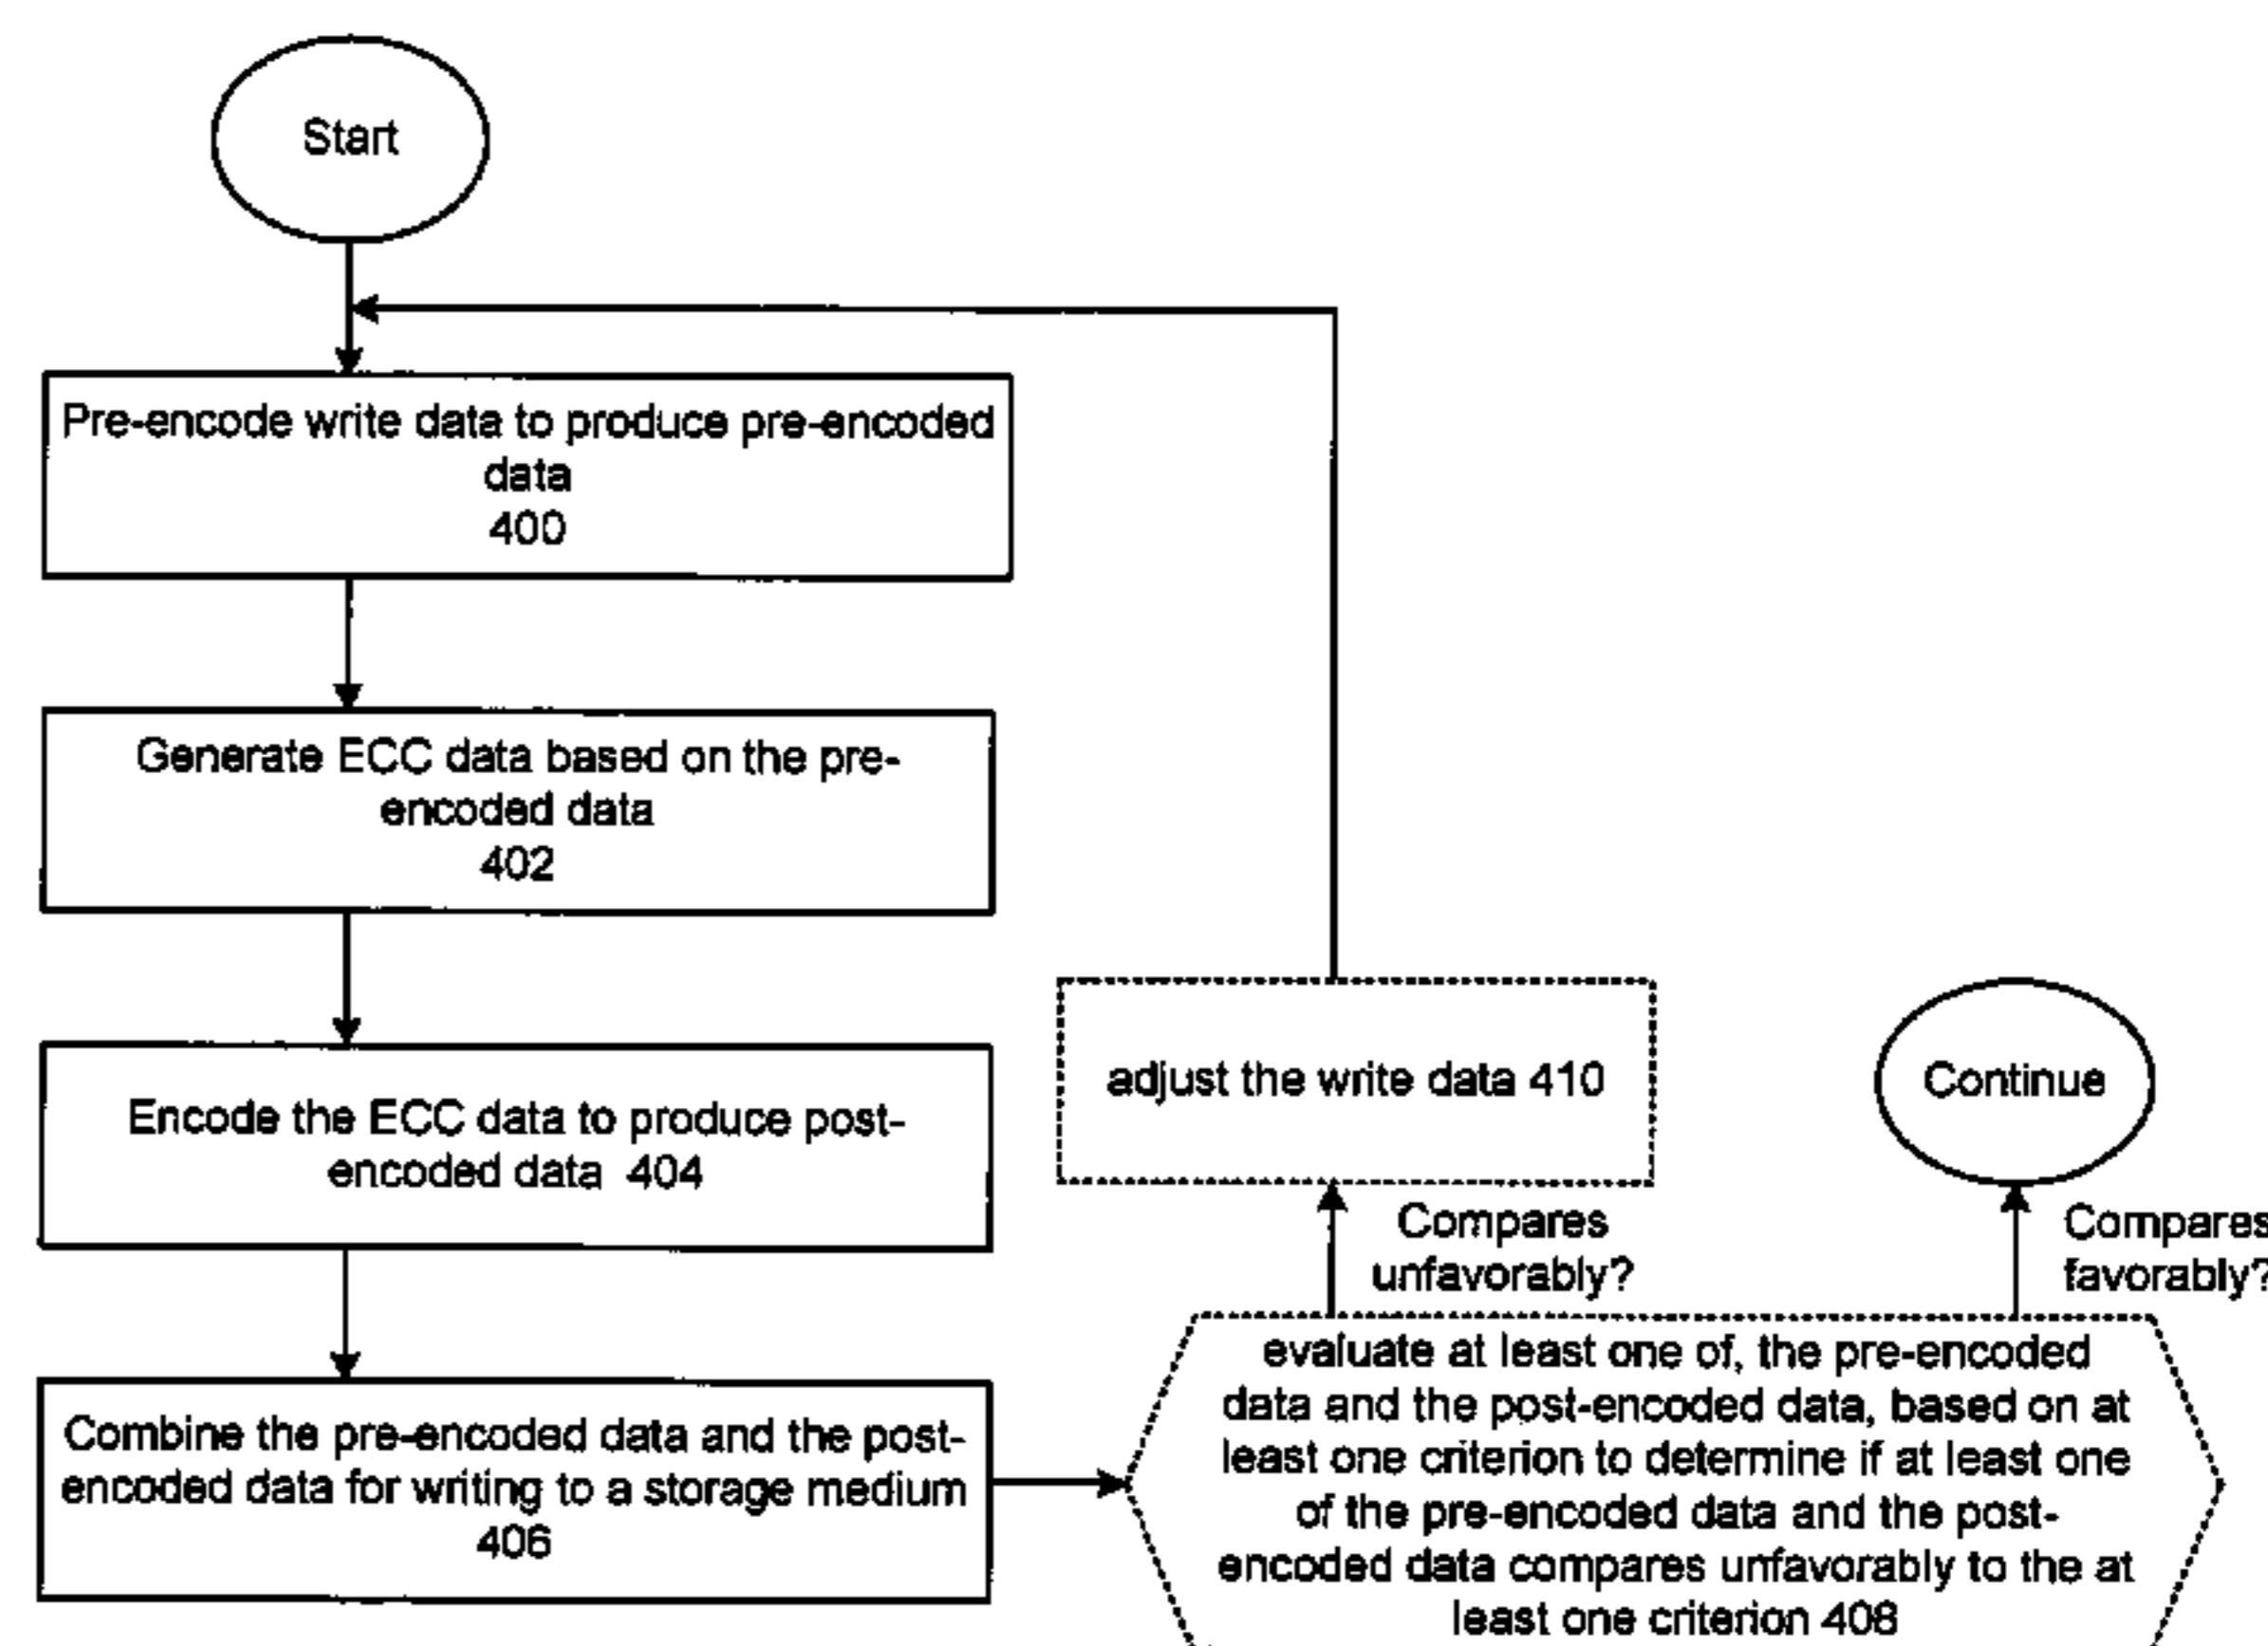 Start
Pre-encode write data to produce pre-encoded
data
400
Generate ECC data based on the pre-
encoded data
402
Encode the ECC data to produce post-
encoded data 404
Combine the pre-encoded data and the post-
encoded data for writing to a storage medium
406
adjust the write data 410
Continue
Compares
unfavorably?
Compares
favorably?
evaluate at least one of, the pre-encoded
data and the post-encoded data, based on at
least one criterion to determine if at least one
of the pre-encoded data and the post-
encoded data compares unfavorably to the at
least one criterion 408